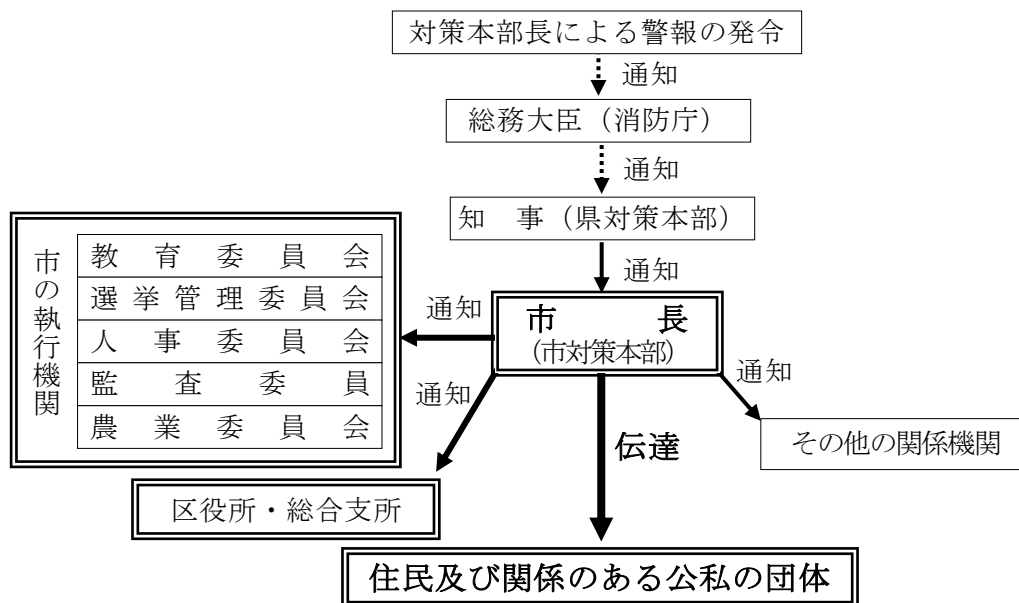 対策本部長による警報の発令
通知
総務大臣（消防庁）
通知
知　事（県対策本部）
通知
市の執行機関
教育委員会
選挙管理委員会
人事委員会
監査委員
農業委員会
通知
市　長
（市対策本部）
通知
通知
伝達
その他の関係機関
区役所・総合支所
住民及び関係のある公私の団体